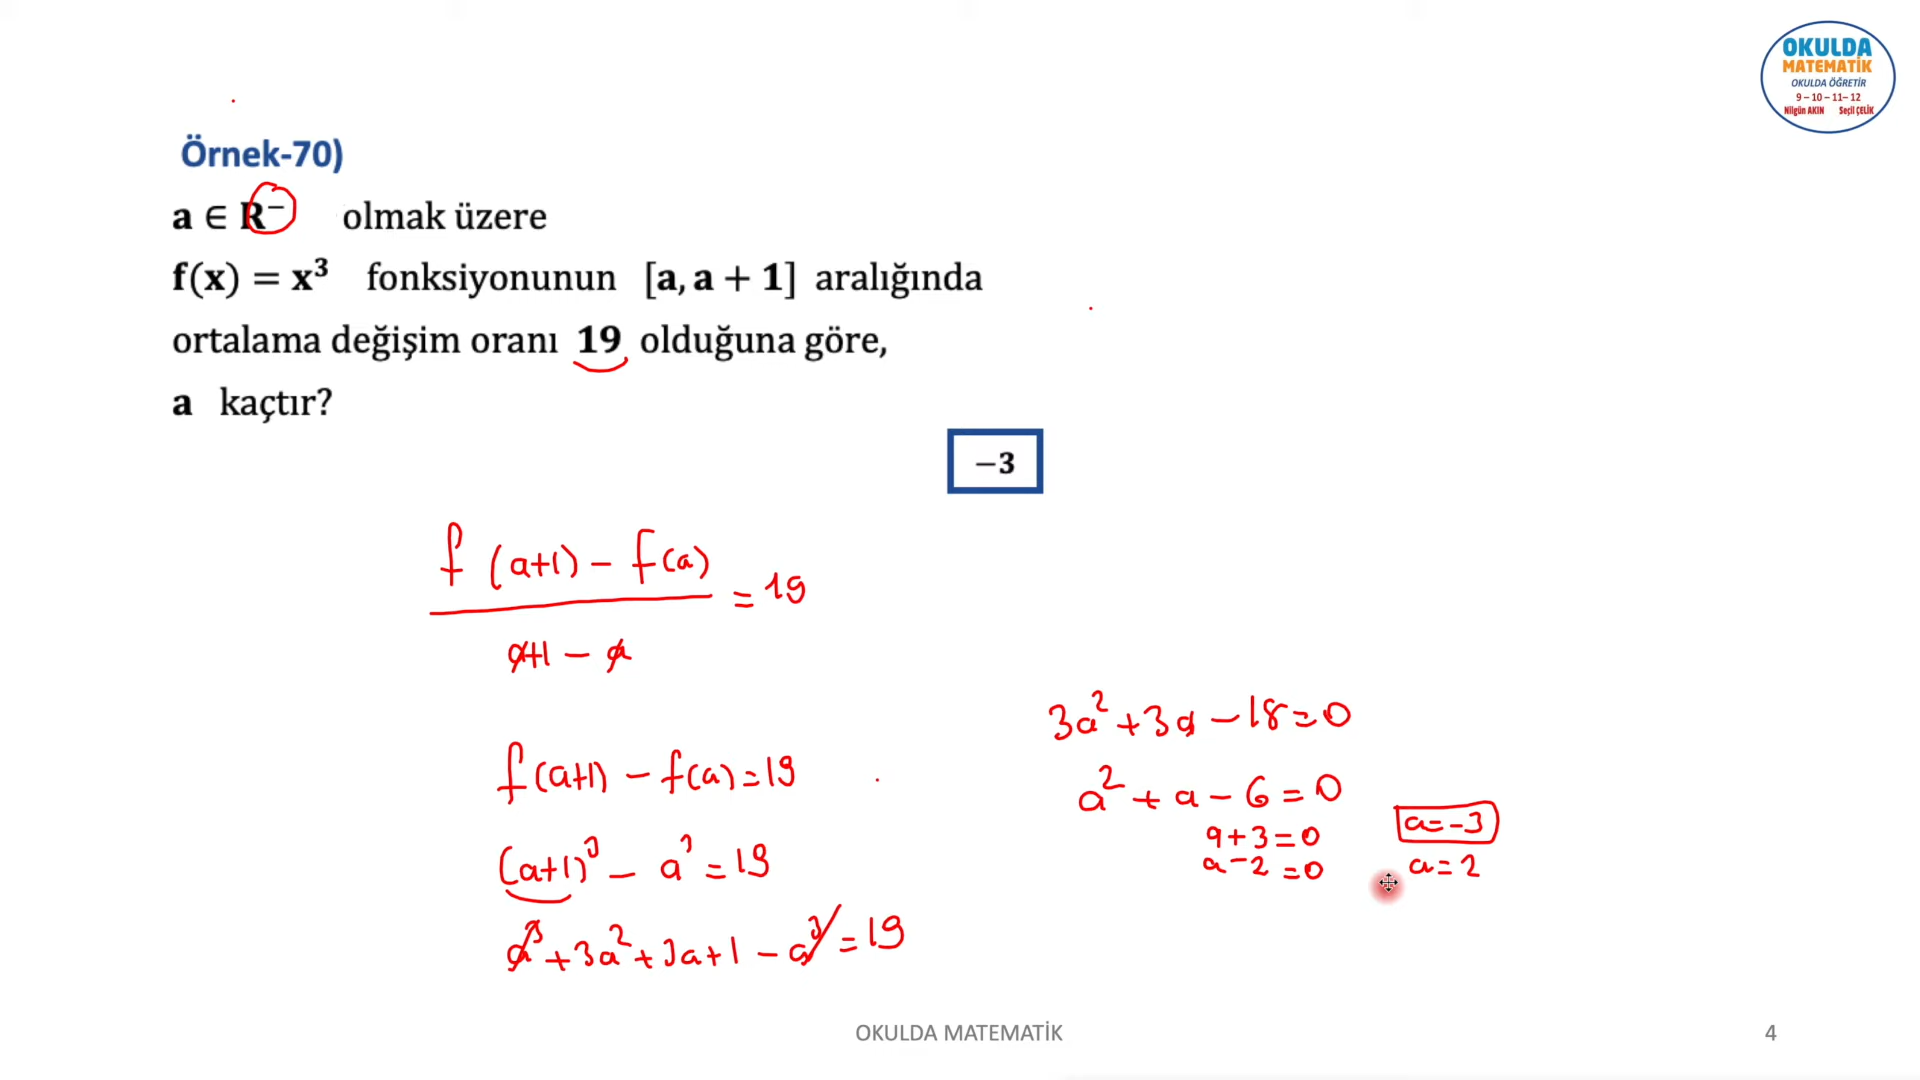 OKULDA
MATEMATİK
OKULDA ÖĞRETİR
9 – 10 – 11– 12
Nilgün AKIN Seçil ÇELİK
Örnek-70)
a ∈ R⁻ olmak üzere
f(x) = x³ fonksiyonunun [a, a + 1] aralığında
ortalama değişim oranı 19 olduğuna göre,
a kaçtır?
−3
f (a+1) − f(a)
= 19
a+1 − a
f(a+1) − f(a) = 19
(a+1)³ − a³ = 19
a³ + 3a² + 3a + 1 − a³ = 19
3a² + 3a − 18 = 0
a² + a − 6 = 0
a + 3 = 0 a = −3
a − 2 = 0 a = 2
OKULDA MATEMATİK
4